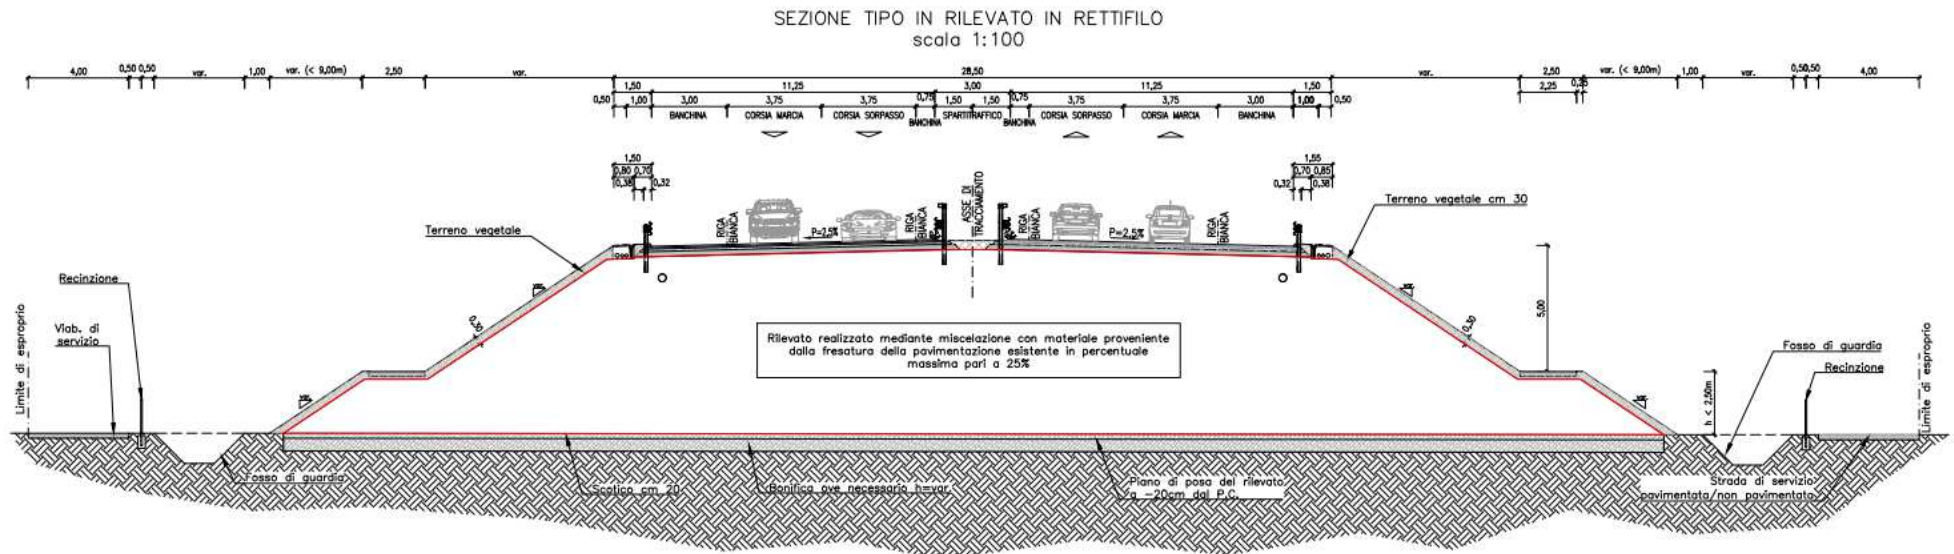 SEZIONE TIPO IN RILEVATO IN RETTIFILO
scala 1:100
4,00 0,50 0,50 var. 1,00 var. (< 9,00m) 2,50 var. 28,50 var. 2,50 var. (< 9,00m) 1,00 var. 0,50 0,50 4,00
1,50 11,25 3,00 11,25 1,50 2,25 0,25
0,50 1,00 3,00 3,75 3,75 0,75 1,50 1,50 0,75 3,75 3,75 3,00 1,00 0,50
BANCHINA CORSIA MARCIA CORSIA SORPASSO BANCHINA SPARTITRAFFICO BANCHINA CORSIA SORPASSO CORSIA MARCIA BANCHINA
1,50 1,55
0,80 0,70 0,70 0,85
0,38 0,32 0,32 0,38
RIGA BIANCA
RIGA BIANCA
ASSE DI TRACCIAMENTO
RIGA BIANCA
RIGA BIANCA
P=2,5% P=2,5%
Terreno vegetale
Terreno vegetale cm 30
Recinzione
Viab. di
servizio
Limite di esproprio
0,30
0,30
5,00
h < 2,50m
Rilevato realizzato mediante miscelazione con materiale proveniente
dalla fresatura della pavimentazione esistente in percentuale
massima pari a 25%
Fosso di guardia
Recinzione
Limite di esproprio
Fosso di guardia
Scotico cm 20
Bonifica ove necessario h=var.
Piano di posa del rilevato
a -20cm dal P.C.
Strada di servizio
pavimentata/non pavimentata